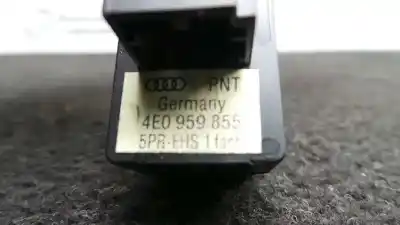 PNT
Germany
4E0 959 855
5PR-EHS 1fach